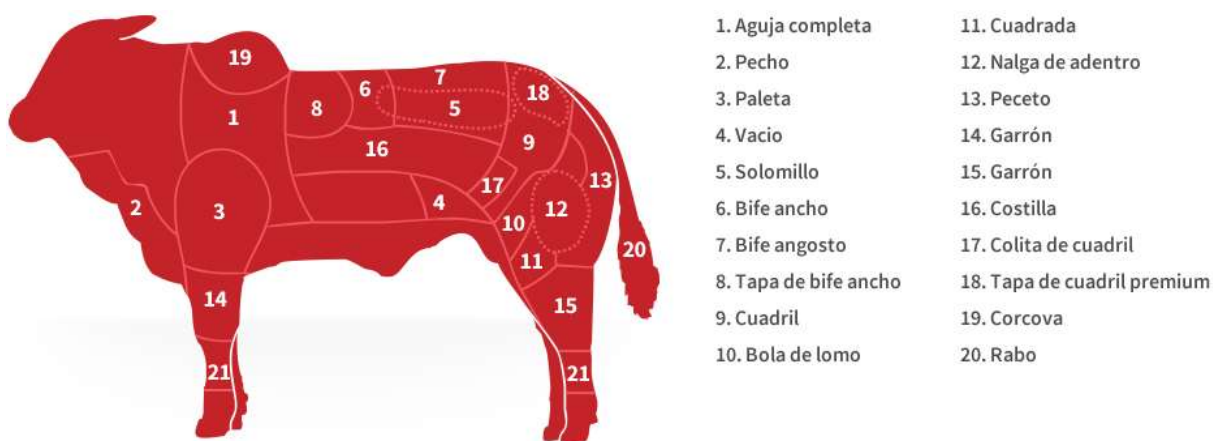 19
6
7
18
8
5
1
9
16
17
13
2
3
4
12
10
11
20
14
15
21
21
1. Aguja completa
2. Pecho
3. Paleta
4. Vacio
5. Solomillo
6. Bife ancho
7. Bife angosto
8. Tapa de bife ancho
9. Cuadril
10. Bola de lomo
11. Cuadrada
12. Nalga de adentro
13. Peceto
14. Garrón
15. Garrón
16. Costilla
17. Colita de cuadril
18. Tapa de cuadril premium
19. Corcova
20. Rabo